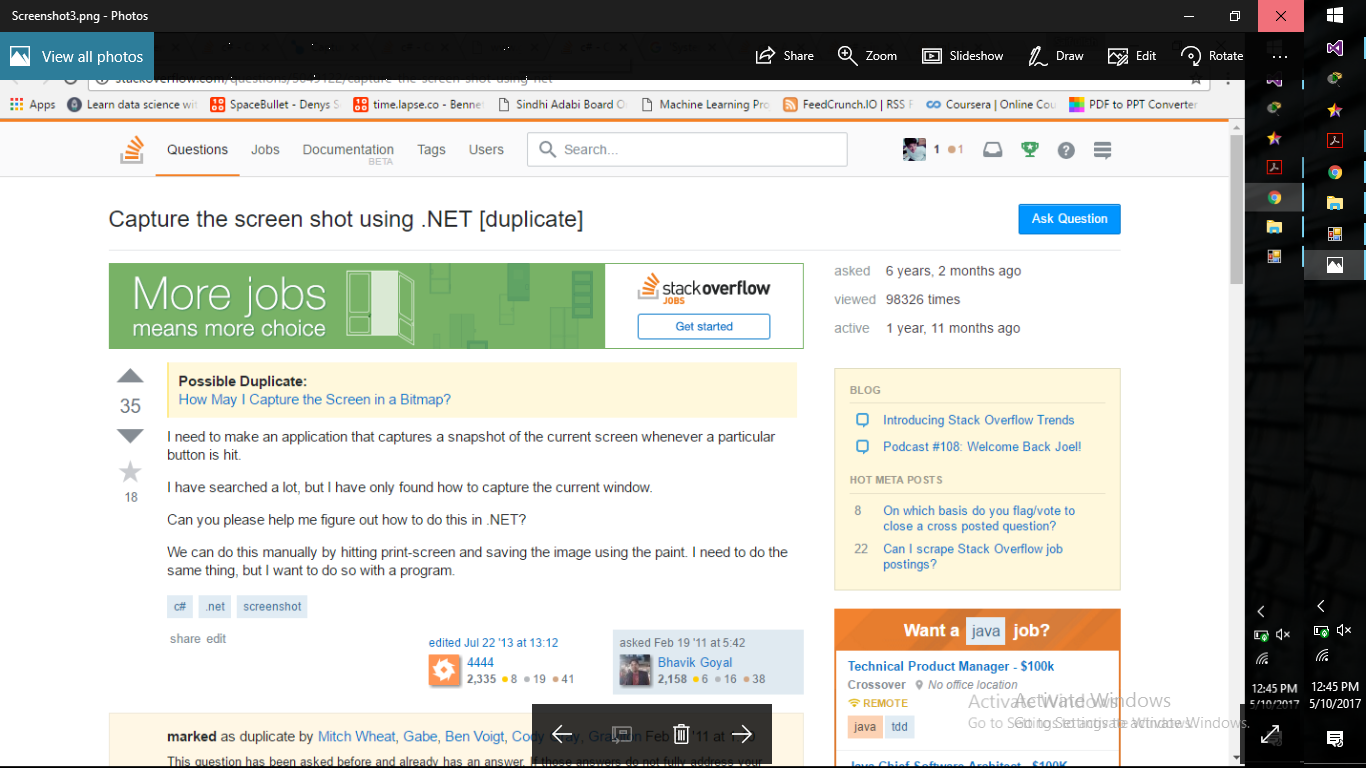 Screenshot3.png - Photos
View all photos
Share
Zoom
Slideshow
Draw
Edit
Rotate
Apps
Learn data science wit
SpaceBullet - Denys S
time.lapse.co - Bennet
Sindhi Adabi Board O
Machine Learning Pro
FeedCrunch.IO | RSS F
Coursera | Online Cou
PDF to PPT Converter
Questions
Jobs
Documentation
BETA
Tags
Users
Search...
1
1
Capture the screen shot using .NET [duplicate]
Ask Question
More jobs
means more choice
stackoverflow
JOBS
Get started
asked 6 years, 2 months ago
viewed 98326 times
active 1 year, 11 months ago
35
18
Possible Duplicate:
How May I Capture the Screen in a Bitmap?
I need to make an application that captures a snapshot of the current screen whenever a particular
button is hit.
I have searched a lot, but I have only found how to capture the current window.
Can you please help me figure out how to do this in .NET?
We can do this manually by hitting print-screen and saving the image using the paint. I need to do the
same thing, but I want to do so with a program.
c# .net screenshot
share edit
edited Jul 22 '13 at 13:12
4444
2,335 8 19 41
asked Feb 19 '11 at 5:42
Bhavik Goyal
2,158 6 16 38
marked as duplicate by Mitch Wheat, Gabe, Ben Voigt,
This question has been asked before and already has an answer. If those answers do not fully address your
BLOG
Introducing Stack Overflow Trends
Podcast #108: Welcome Back Joel!
HOT META POSTS
8 On which basis do you flag/vote to
close a cross posted question?
22 Can I scrape Stack Overflow job
postings?
Want a java job?
Technical Product Manager - $100k
Crossover No office location
REMOTE
java tdd
Java Chief Software Architect - $100K
Activate Windows
Go to Settings to activate Windows.
12:45 PM
5/10/2017
12:45 PM
5/10/2017